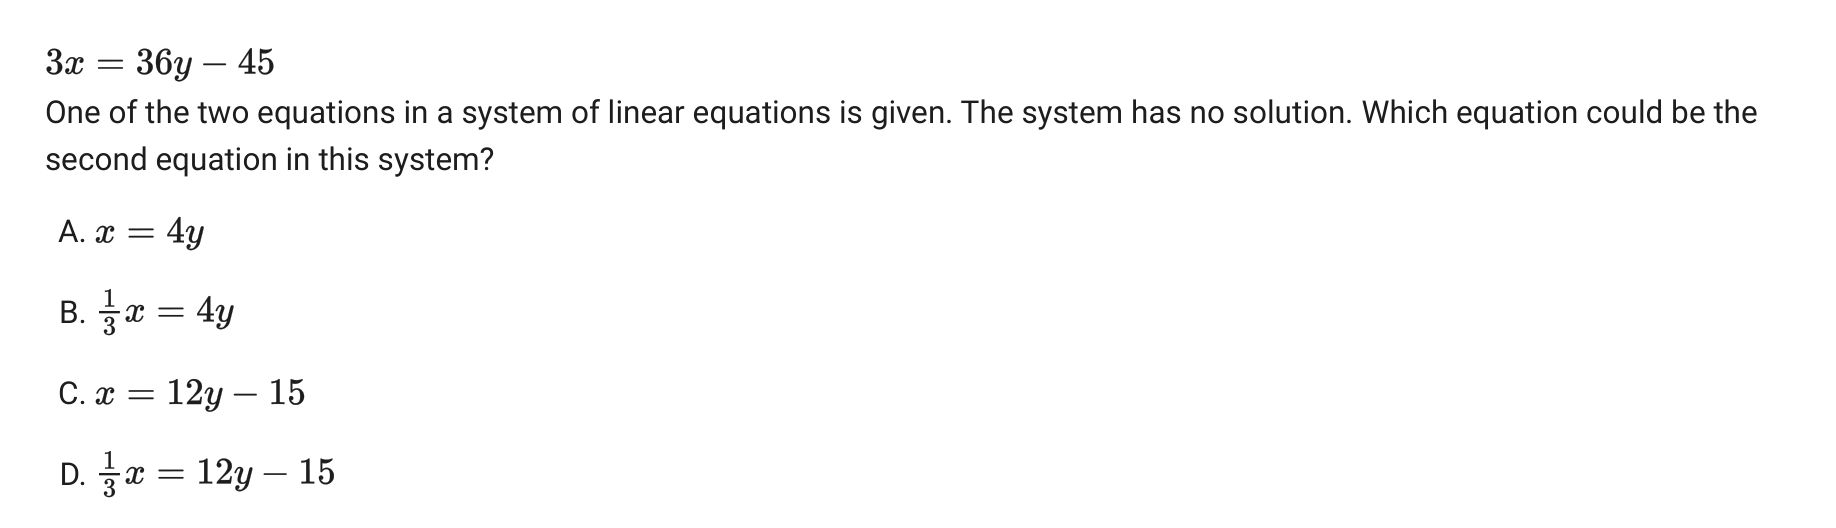 3x = 36y − 45
One of the two equations in a system of linear equations is given. The system has no solution. Which equation could be the
second equation in this system?
A. x = 4y
B. 1/3 x = 4y
C. x = 12y − 15
D. 1/3 x = 12y − 15